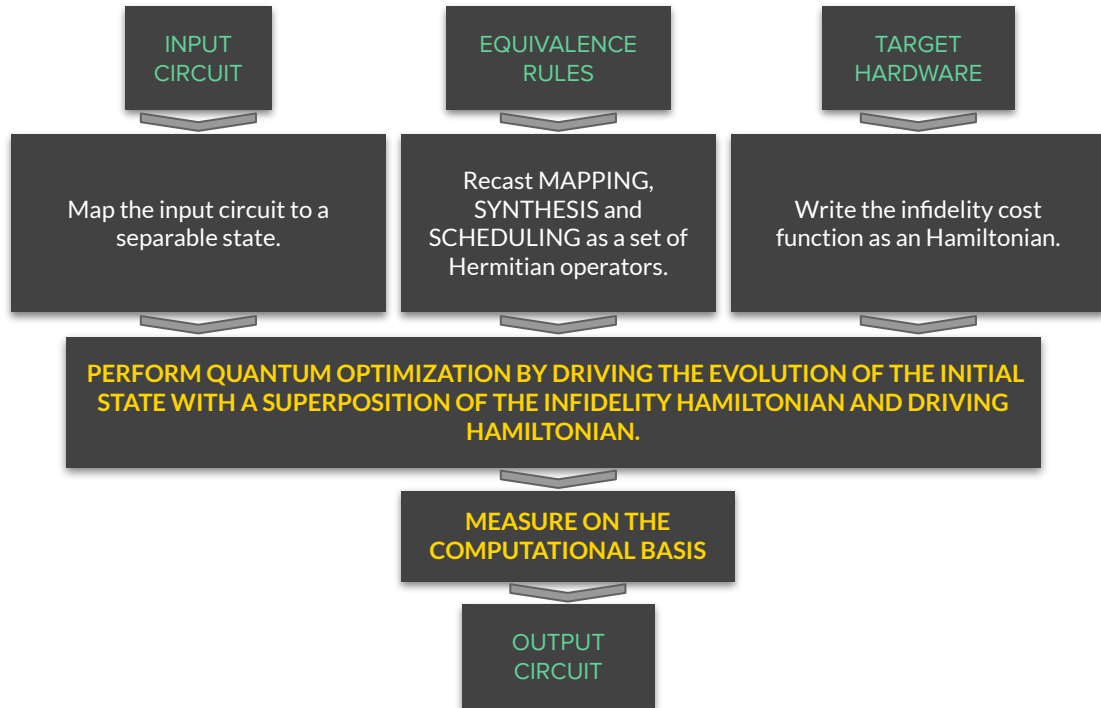 INPUT
CIRCUIT
EQUIVALENCE
RULES
TARGET
HARDWARE
Map the input circuit to a
separable state.
Recast MAPPING,
SYNTHESIS and
SCHEDULING as a set of
Hermitian operators.
Write the infidelity cost
function as an Hamiltonian.
PERFORM QUANTUM OPTIMIZATION BY DRIVING THE EVOLUTION OF THE INITIAL
STATE WITH A SUPERPOSITION OF THE INFIDELITY HAMILTONIAN AND DRIVING
HAMILTONIAN.
MEASURE ON THE
COMPUTATIONAL BASIS
OUTPUT
CIRCUIT